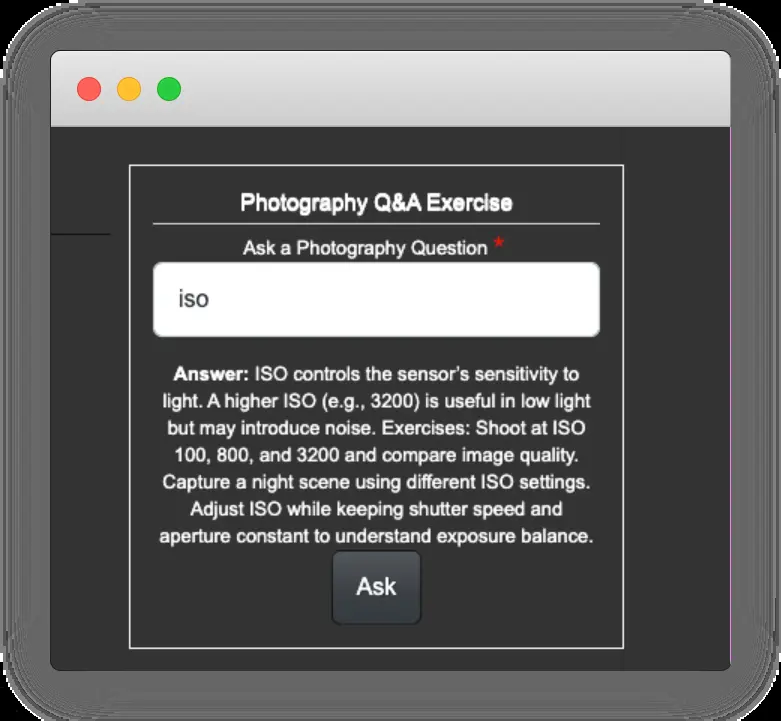 Photography Q&A Exercise
Ask a Photography Question *
iso
Answer: ISO controls the sensor's sensitivity to
light. A higher ISO (e.g., 3200) is useful in low light
but may introduce noise. Exercises: Shoot at ISO
100, 800, and 3200 and compare image quality.
Capture a night scene using different ISO settings.
Adjust ISO while keeping shutter speed and
aperture constant to understand exposure balance.
Ask